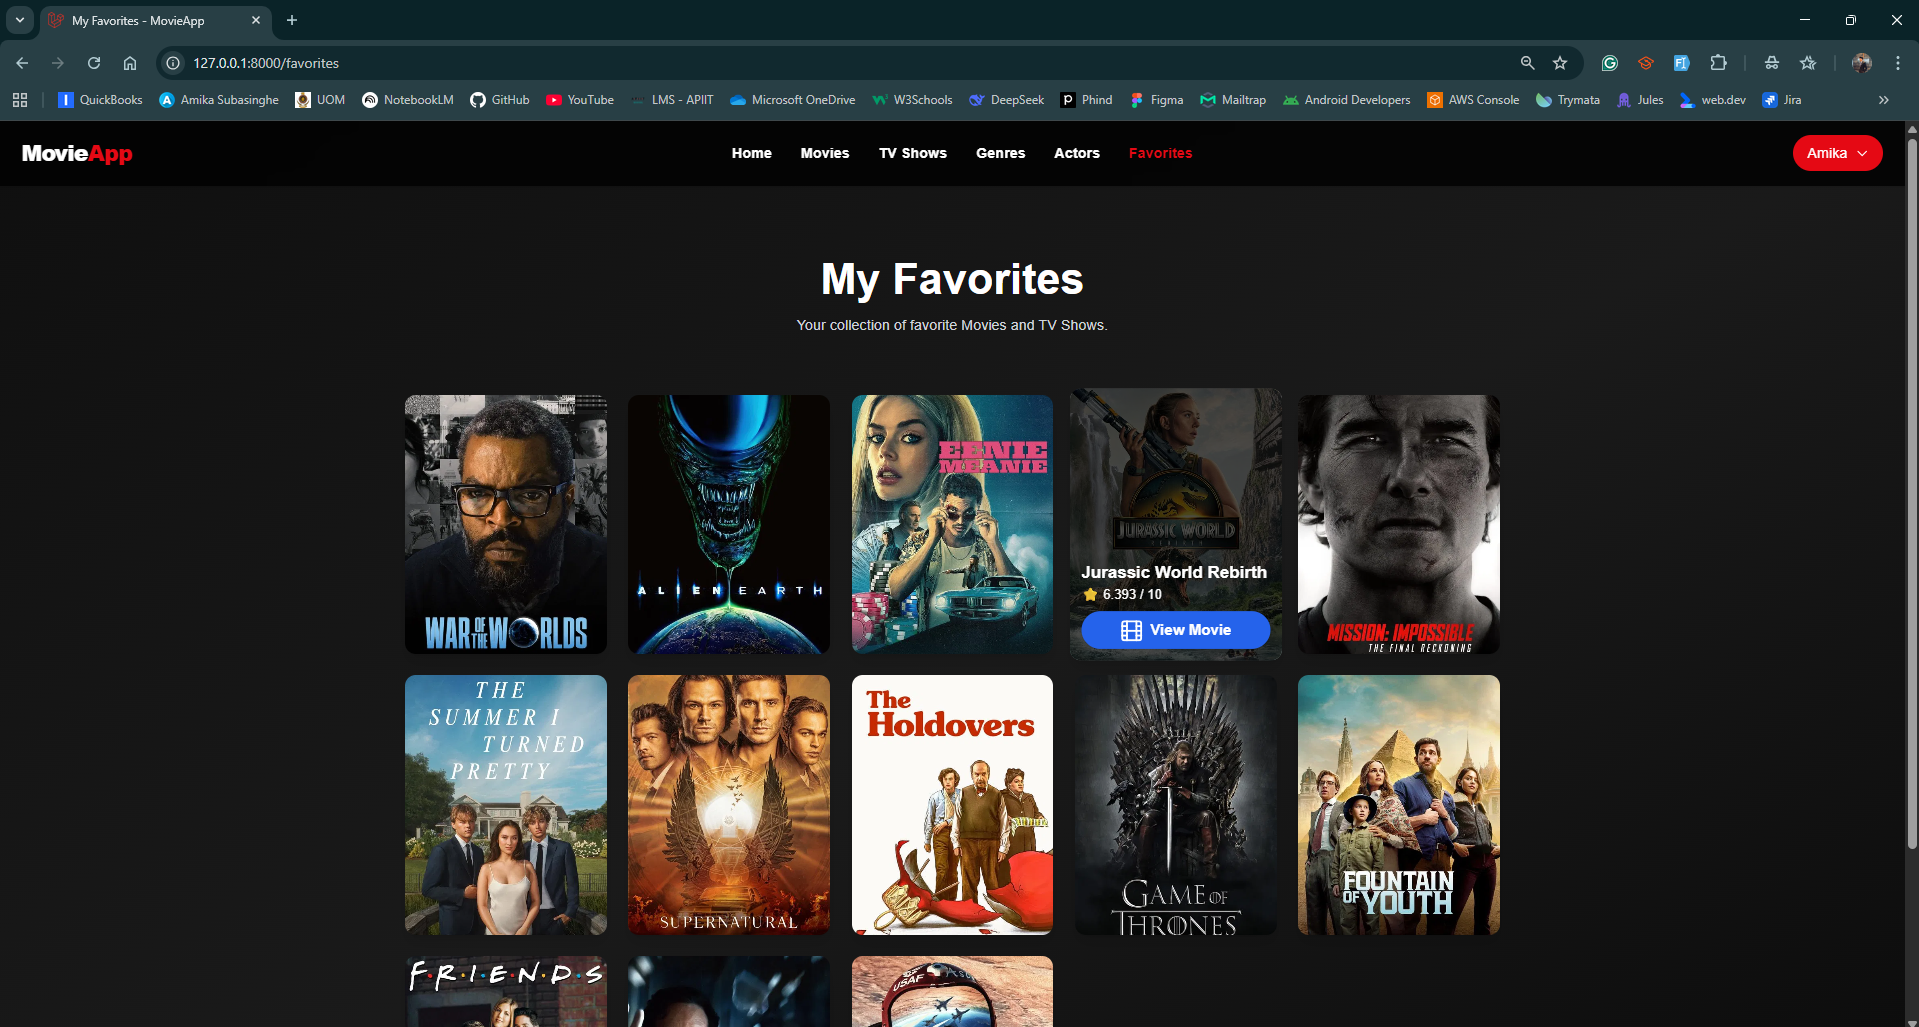 My Favorites - MovieApp
127.0.0.1:8000/favorites
QuickBooks
Amika Subasinghe
UOM
NotebookLM
GitHub
YouTube
LMS - APIIT
Microsoft OneDrive
W3Schools
DeepSeek
Phind
Figma
Mailtrap
Android Developers
AWS Console
Trymata
Jules
web.dev
Jira
MovieApp
Home
Movies
TV Shows
Genres
Actors
Favorites
Amika
My Favorites
Your collection of favorite Movies and TV Shows.
WAR OF THE WORLDS
ALIEN EARTH
EENIE
MEANIE
JURASSIC WORLD
REBIRTH
Jurassic World Rebirth
6.393 / 10
View Movie
MISSION: IMPOSSIBLE
THE FINAL RECKONING
THE
SUMMER I
TURNED
PRETTY
SUPERNATURAL
The
Holdovers
GAME OF
THRONES
FOUNTAIN
OF YOUTH
F·R·I·E·N·D·S
USAF